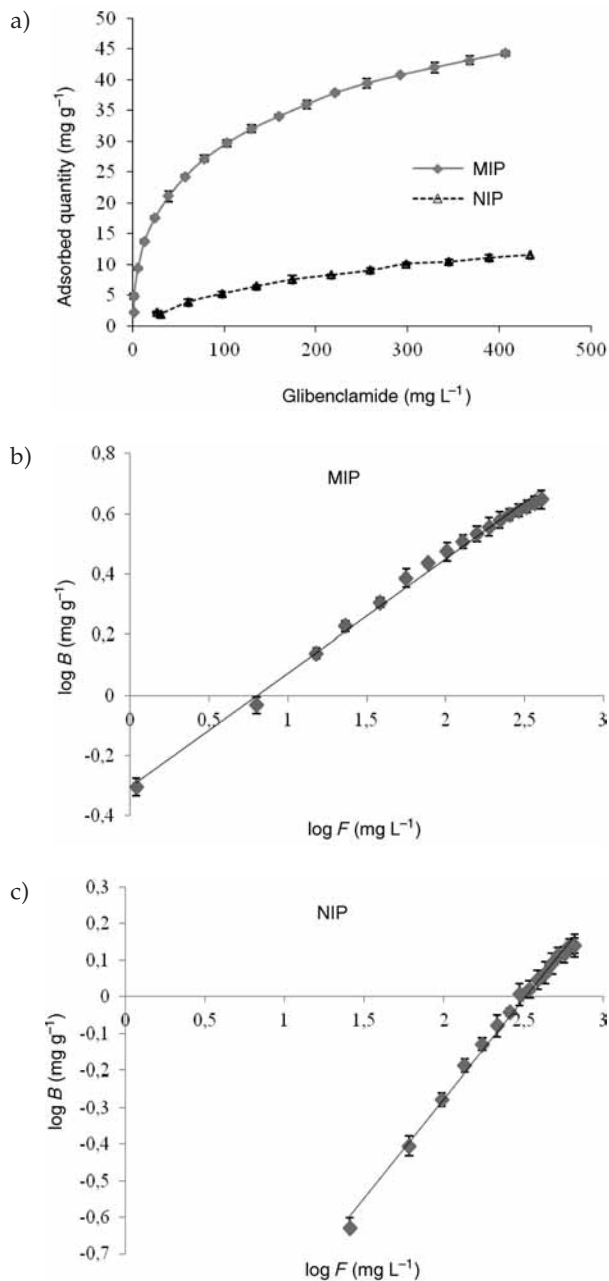 a)
50
45
40
35
30
25
20
15
10
5
0
Adsorbed quantity (mg g⁻¹)
MIP
NIP
0 100 200 300 400 500
Glibenclamide (mg L⁻¹)
b)
MIP
0,8
0,6
0,4
0,2
0
-0,2
-0,4
log B (mg g⁻¹)
0 0,5 1 1,5 2 2,5 3
log F (mg L⁻¹)
c)
NIP
0,3
0,2
0,1
0
-0,1
-0,2
-0,3
-0,4
-0,5
-0,6
-0,7
log B (mg g⁻¹)
0 0,5 1 1,5 2 2,5 3
log F (mg L⁻¹)